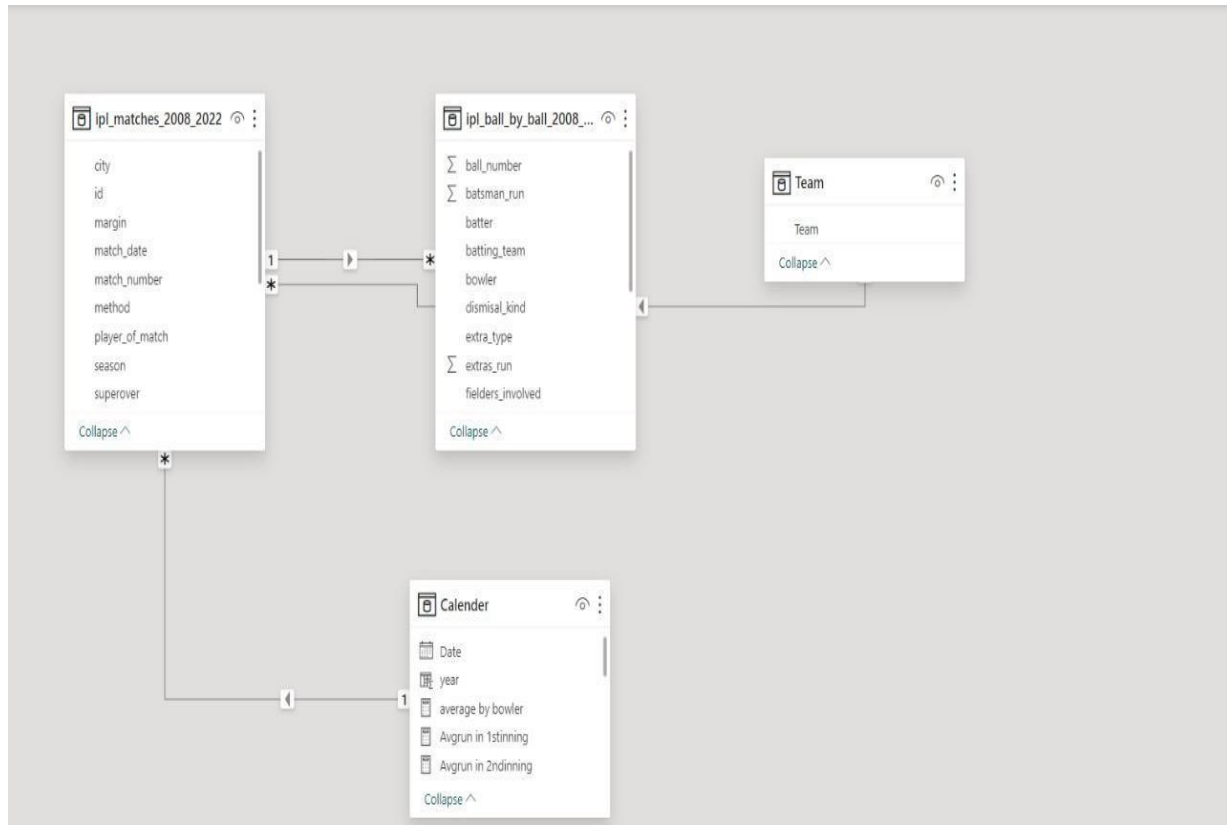 ipl_matches_2008_2022
city
id
margin
match_date
match_number
method
player_of_match
season
superover
Collapse
1
*
*
*
ipl_ball_by_ball_2008_...
Σ ball_number
Σ batsman_run
batter
batting_team
bowler
dismisal_kind
extra_type
Σ extras_run
fielders_involved
Collapse
*
Team
Team
Collapse
Calender
Date
year
average by bowler
Avgrun in 1stinning
Avgrun in 2ndinning
Collapse
1